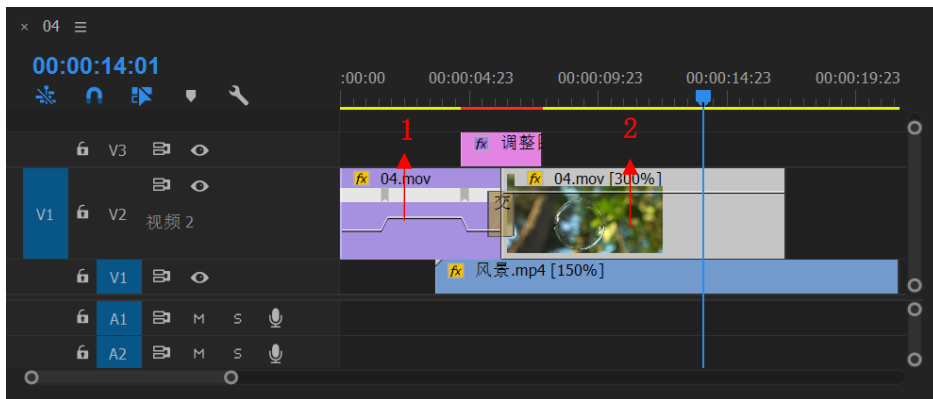 × 04 ≡
00:00:14:01
:00:00 00:00:04:23 00:00:09:23 00:00:14:23 00:00:19:23
1 2
V3 fx 调整
fx 04.mov fx 04.mov [300%]
V1 V2 视频 2 交
V1 fx 风景.mp4 [150%]
A1 M S
A2 M S